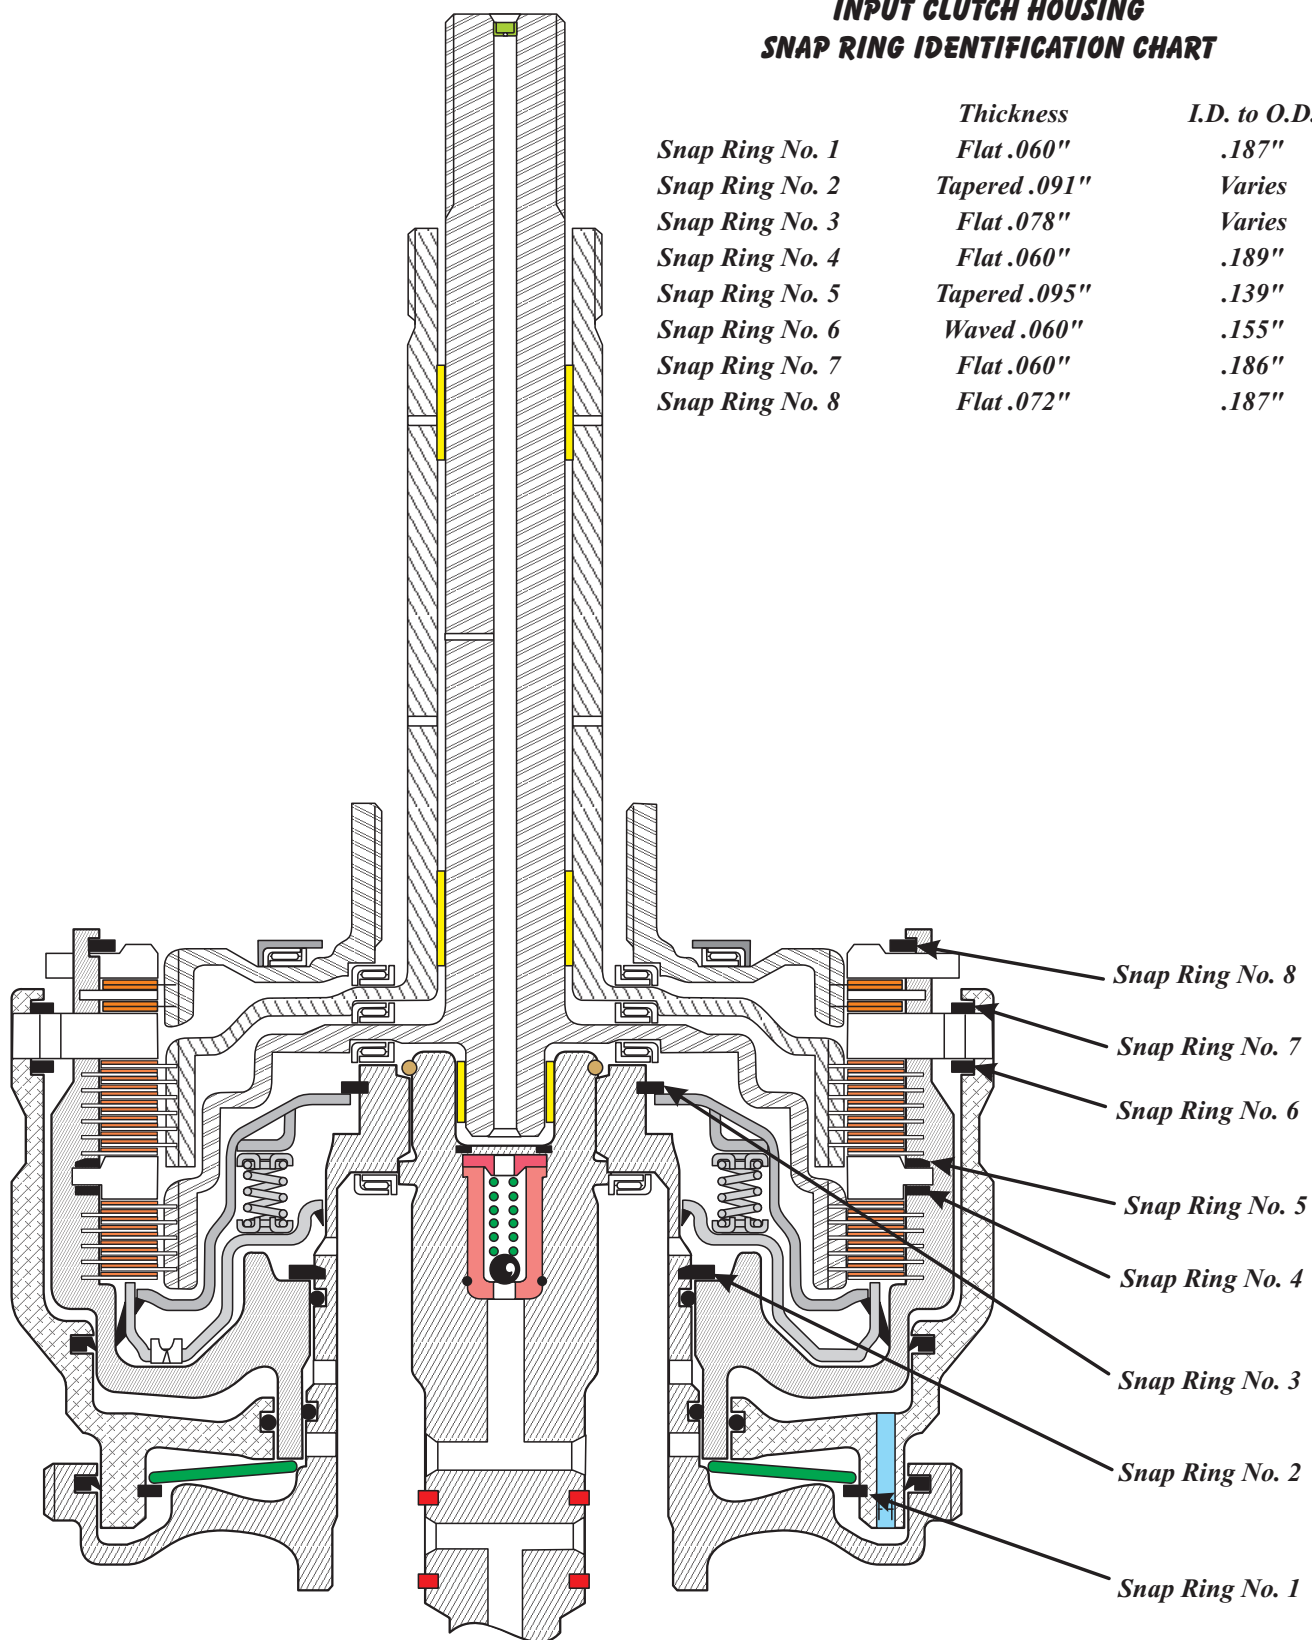 INPUT CLUTCH HOUSING
SNAP RING IDENTIFICATION CHART
Thickness I.D. to O.D.
Snap Ring No. 1 Flat .060" .187"
Snap Ring No. 2 Tapered .091" Varies
Snap Ring No. 3 Flat .078" Varies
Snap Ring No. 4 Flat .060" .189"
Snap Ring No. 5 Tapered .095" .139"
Snap Ring No. 6 Waved .060" .155"
Snap Ring No. 7 Flat .060" .186"
Snap Ring No. 8 Flat .072" .187"
Snap Ring No. 8
Snap Ring No. 7
Snap Ring No. 6
Snap Ring No. 5
Snap Ring No. 4
Snap Ring No. 3
Snap Ring No. 2
Snap Ring No. 1